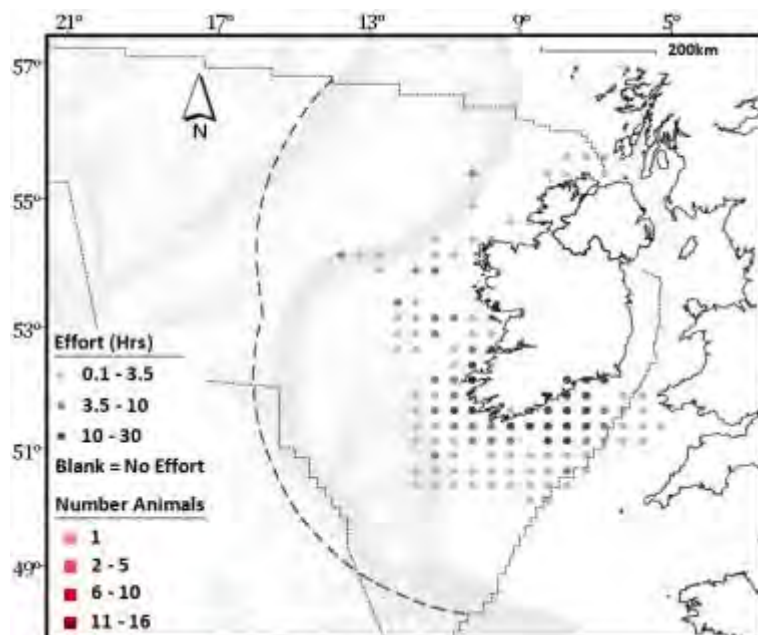 21° 17° 13° 9° 5°
200km
57°
N
55°
53°
Effort (Hrs)
0.1 - 3.5
3.5 - 10
10 - 30
Blank = No Effort
51°
Number Animals
1
2 - 5
49°
6 - 10
11 - 16